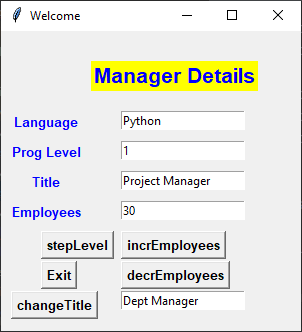 Welcome
Manager Details
Language Python
Prog Level 1
Title Project Manager
Employees 30
stepLevel incrEmployees
Exit decrEmployees
changeTitle Dept Manager